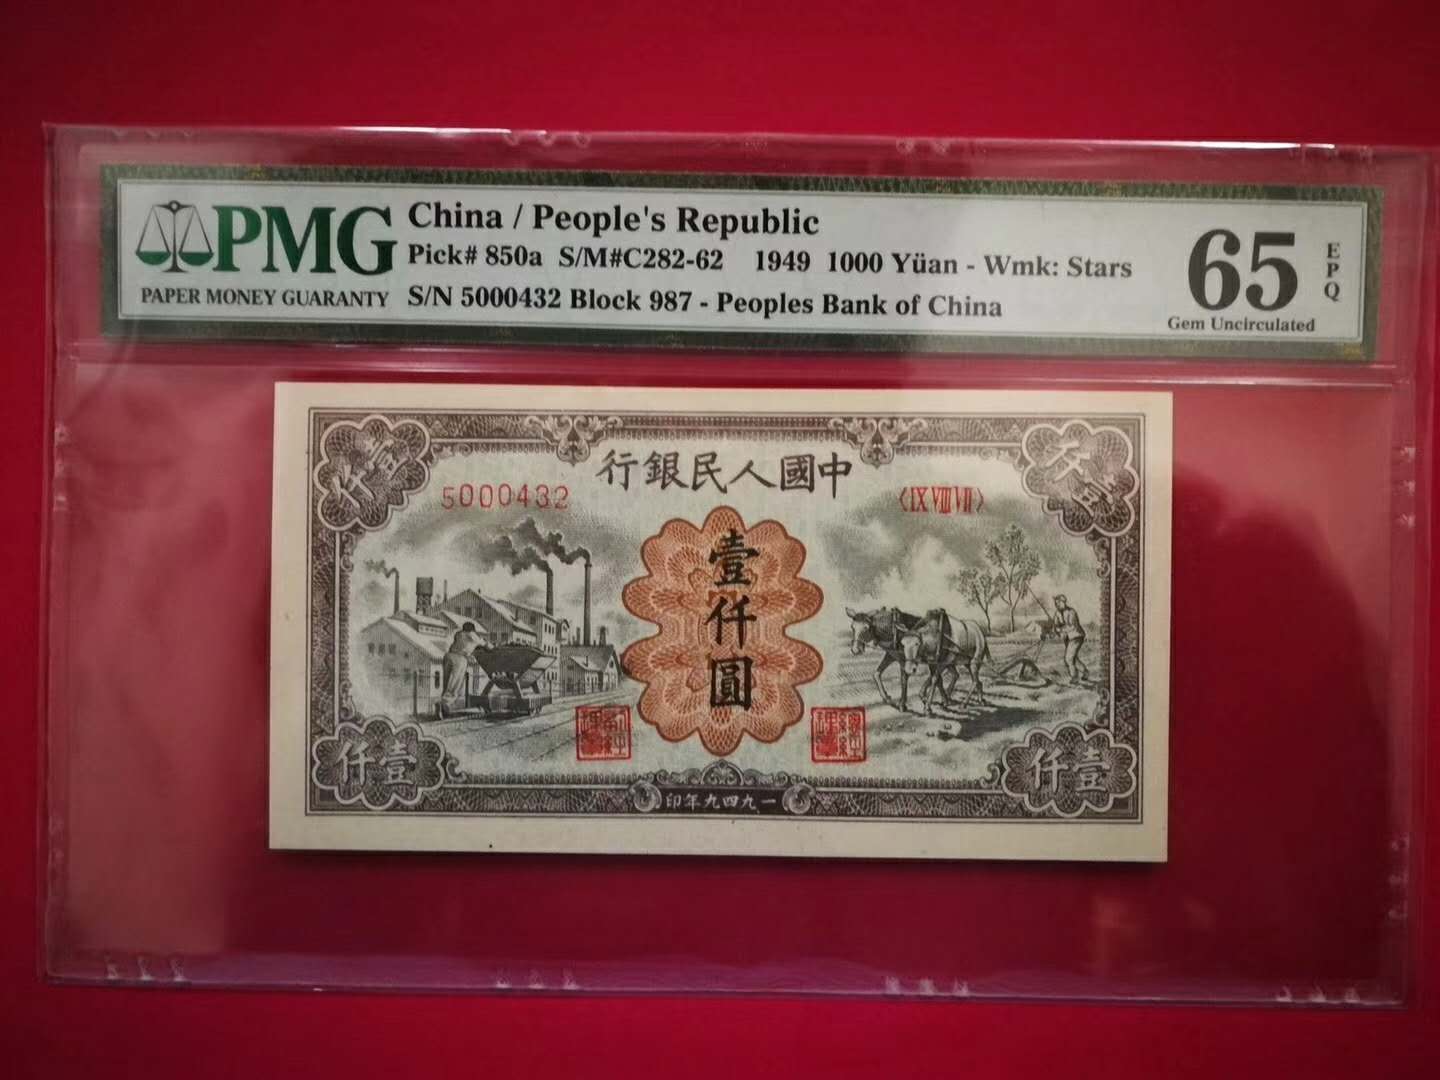 PMG
PAPER MONEY GUARANTY
China / People's Republic
Pick# 850a S/M#C282-62 1949 1000 Yüan - Wmk: Stars
S/N 5000432 Block 987 - Peoples Bank of China
65
EPQ
Gem Uncirculated
行銀民人國中
5000432
〈IX VIII VII〉
壹仟圓
仟壹
仟壹
印年九四九一